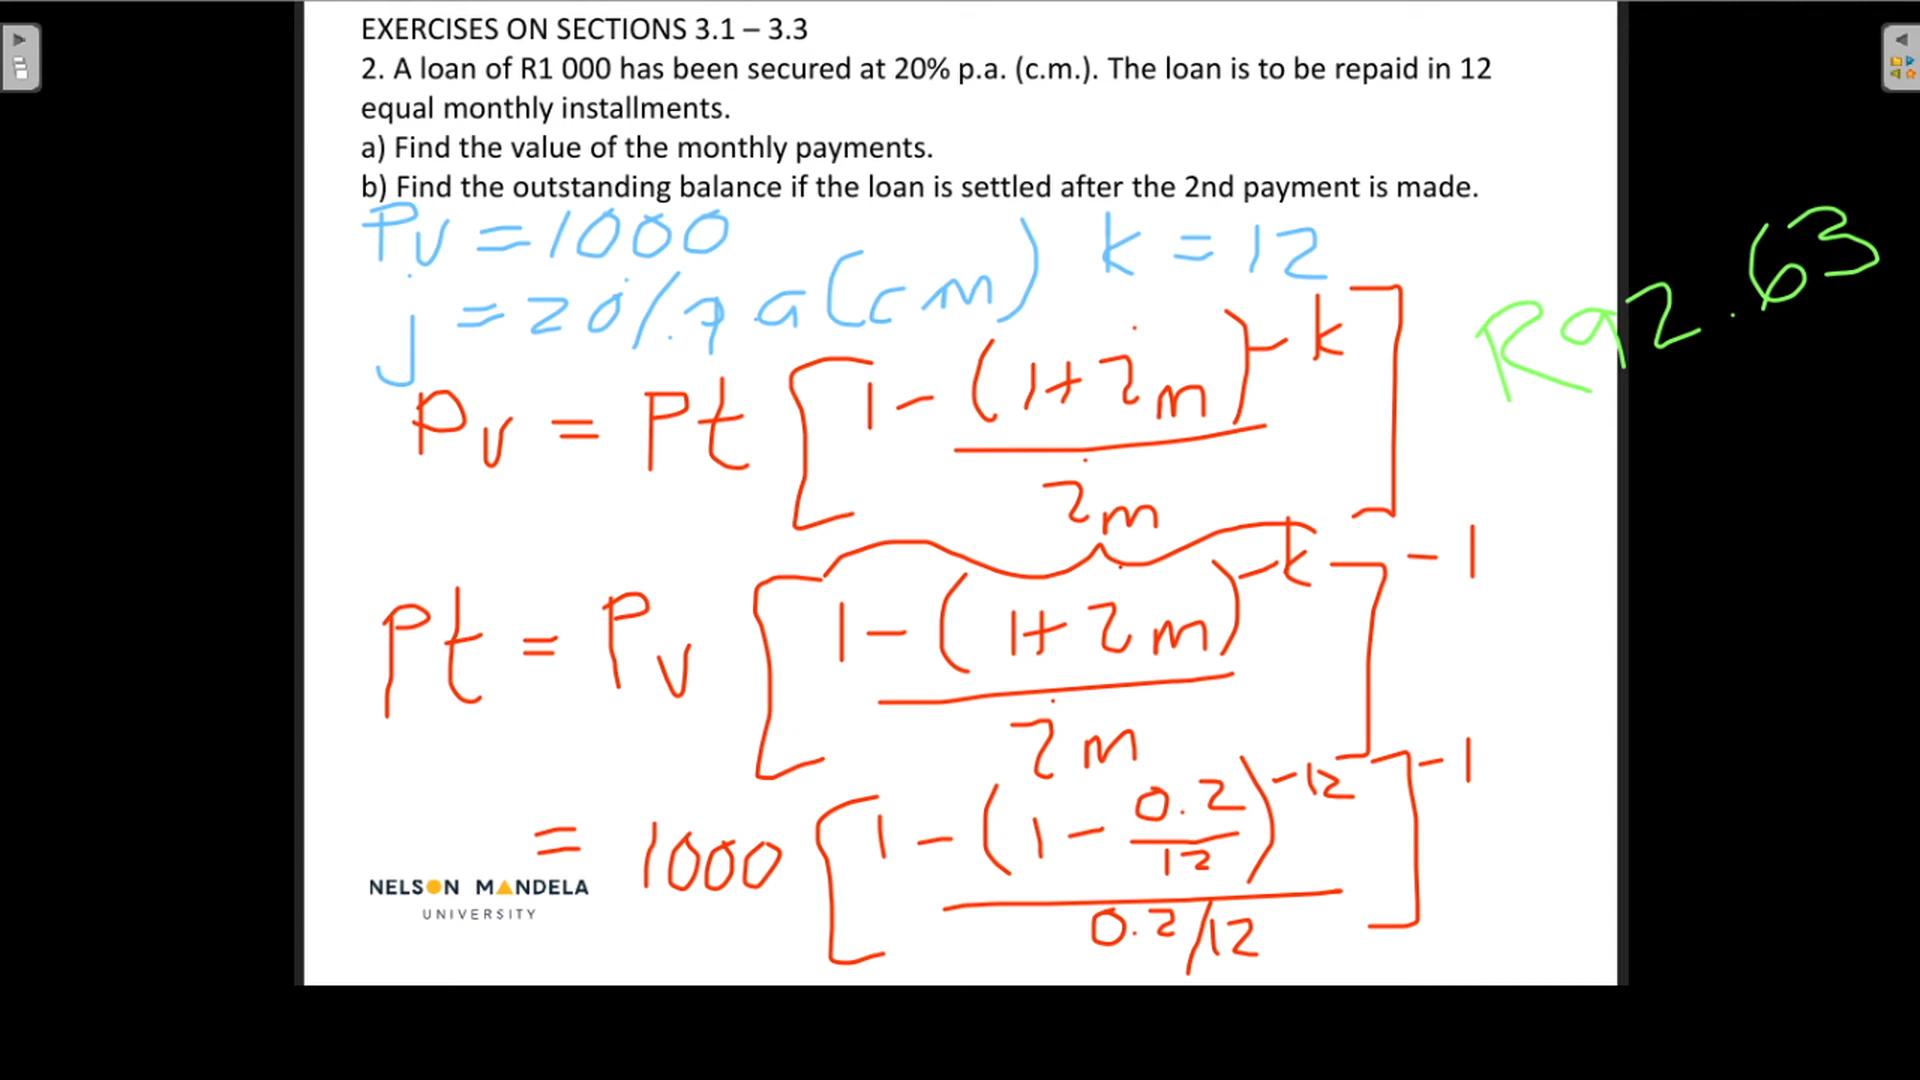 EXERCISES ON SECTIONS 3.1 – 3.3
2. A loan of R1 000 has been secured at 20% p.a. (c.m.). The loan is to be repaid in 12
equal monthly installments.
a) Find the value of the monthly payments.
b) Find the outstanding balance if the loan is settled after the 2nd payment is made.
Pv = 1000 k = 12
j = 20% pa (cm)
R92.63
Pv = Pt [1 - (1 + im)^-k / im]
Pt = Pv [1 - (1 + im)^-k / im]^-1
= 1000 [1 - (1 - 0.2/12)^-12 / 0.2/12]^-1
NELSON MANDELA
UNIVERSITY